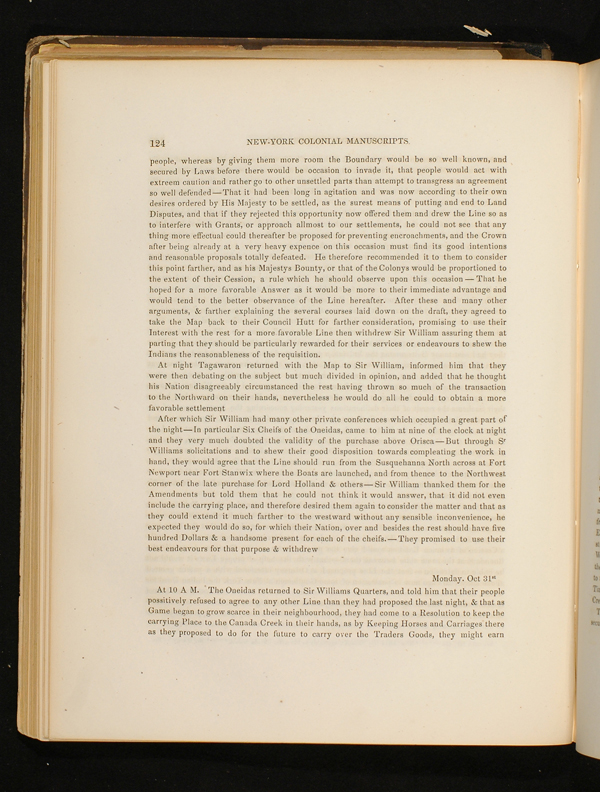 124 NEW-YORK COLONIAL MANUSCRIPTS.
people, whereas by giving them more room the Boundary would be so well known, and
secured by Laws before there would be occasion to invade it, that people would act with
extreem caution and rather go to other unsettled parts than attempt to transgress an agreement
so well defended—That it had been long in agitation and was now according to their own
desires ordered by His Majesty to be settled, as the surest means of putting and end to Land
Disputes, and that if they rejected this opportunity now offered them and drew the Line so as
to interfere with Grants, or approach allmost to our settlements, he could not see that any
thing more effectual could thereafter be proposed for preventing encroachments, and the Crown
after being already at a very heavy expence on this occasion must find its good intentions
and reasonable proposals totally defeated. He therefore recommended it to them to consider
this point farther, and as his Majestys Bounty, or that of the Colonys would be proportioned to
the extent of their Cession, a rule which he should observe upon this occasion—That he
hoped for a more favorable Answer as it would be more to their immediate advantage and
would tend to the better observance of the Line hereafter. After these and many other
arguments, & farther explaining the several courses laid down on the draft, they agreed to
take the Map back to their Council Hutt for farther consideration, promising to use their
Interest with the rest for a more favorable Line then withdrew Sir William assuring them at
parting that they should be particularly rewarded for their services or endeavours to shew the
Indians the reasonableness of the requisition.
At night Tagawaron returned with the Map to Sir William, informed him that they
were then debating on the subject but much divided in opinion, and added that he thought
his Nation disagreeably circumstanced the rest having thrown so much of the transaction
to the Northward on their hands, nevertheless he would do all he could to obtain a more
favorable settlement
After which Sir William had many other private conferences which occupied a great part of
the night—In particular Six Cheifs of the Oneidas, came to him at nine of the clock at night
and they very much doubted the validity of the purchase above Orisca—But through Sr
Williams solicitations and to shew their good disposition towards compleating the work in
hand, they would agree that the Line should run from the Susquehanna North across at Fort
Newport near Fort Stanwix where the Boats are launched, and from thence to the Northwest
corner of the late purchase for Lord Holland & others—Sir William thanked them for the
Amendments but told them that he could not think it would answer, that it did not even
include the carrying place, and therefore desired them again to consider the matter and that as
they could extend it much farther to the westward without any sensible inconvenience, he
expected they would do so, for which their Nation, over and besides the rest should have five
hundred Dollars & a handsome present for each of the cheifs.—They promised to use their
best endeavours for that purpose & withdrew
Monday. Oct 31st
At 10 A M. The Oneidas returned to Sir Williams Quarters, and told him that their people
possitively refused to agree to any other Line than they had proposed the last night, & that as
Game began to grow scarce in their neighbourhood, they had come to a Resolution to keep the
carrying Place to the Canada Creek in their hands, as by Keeping Horses and Carriages there
as they proposed to do for the future to carry over the Traders Goods, they might earn